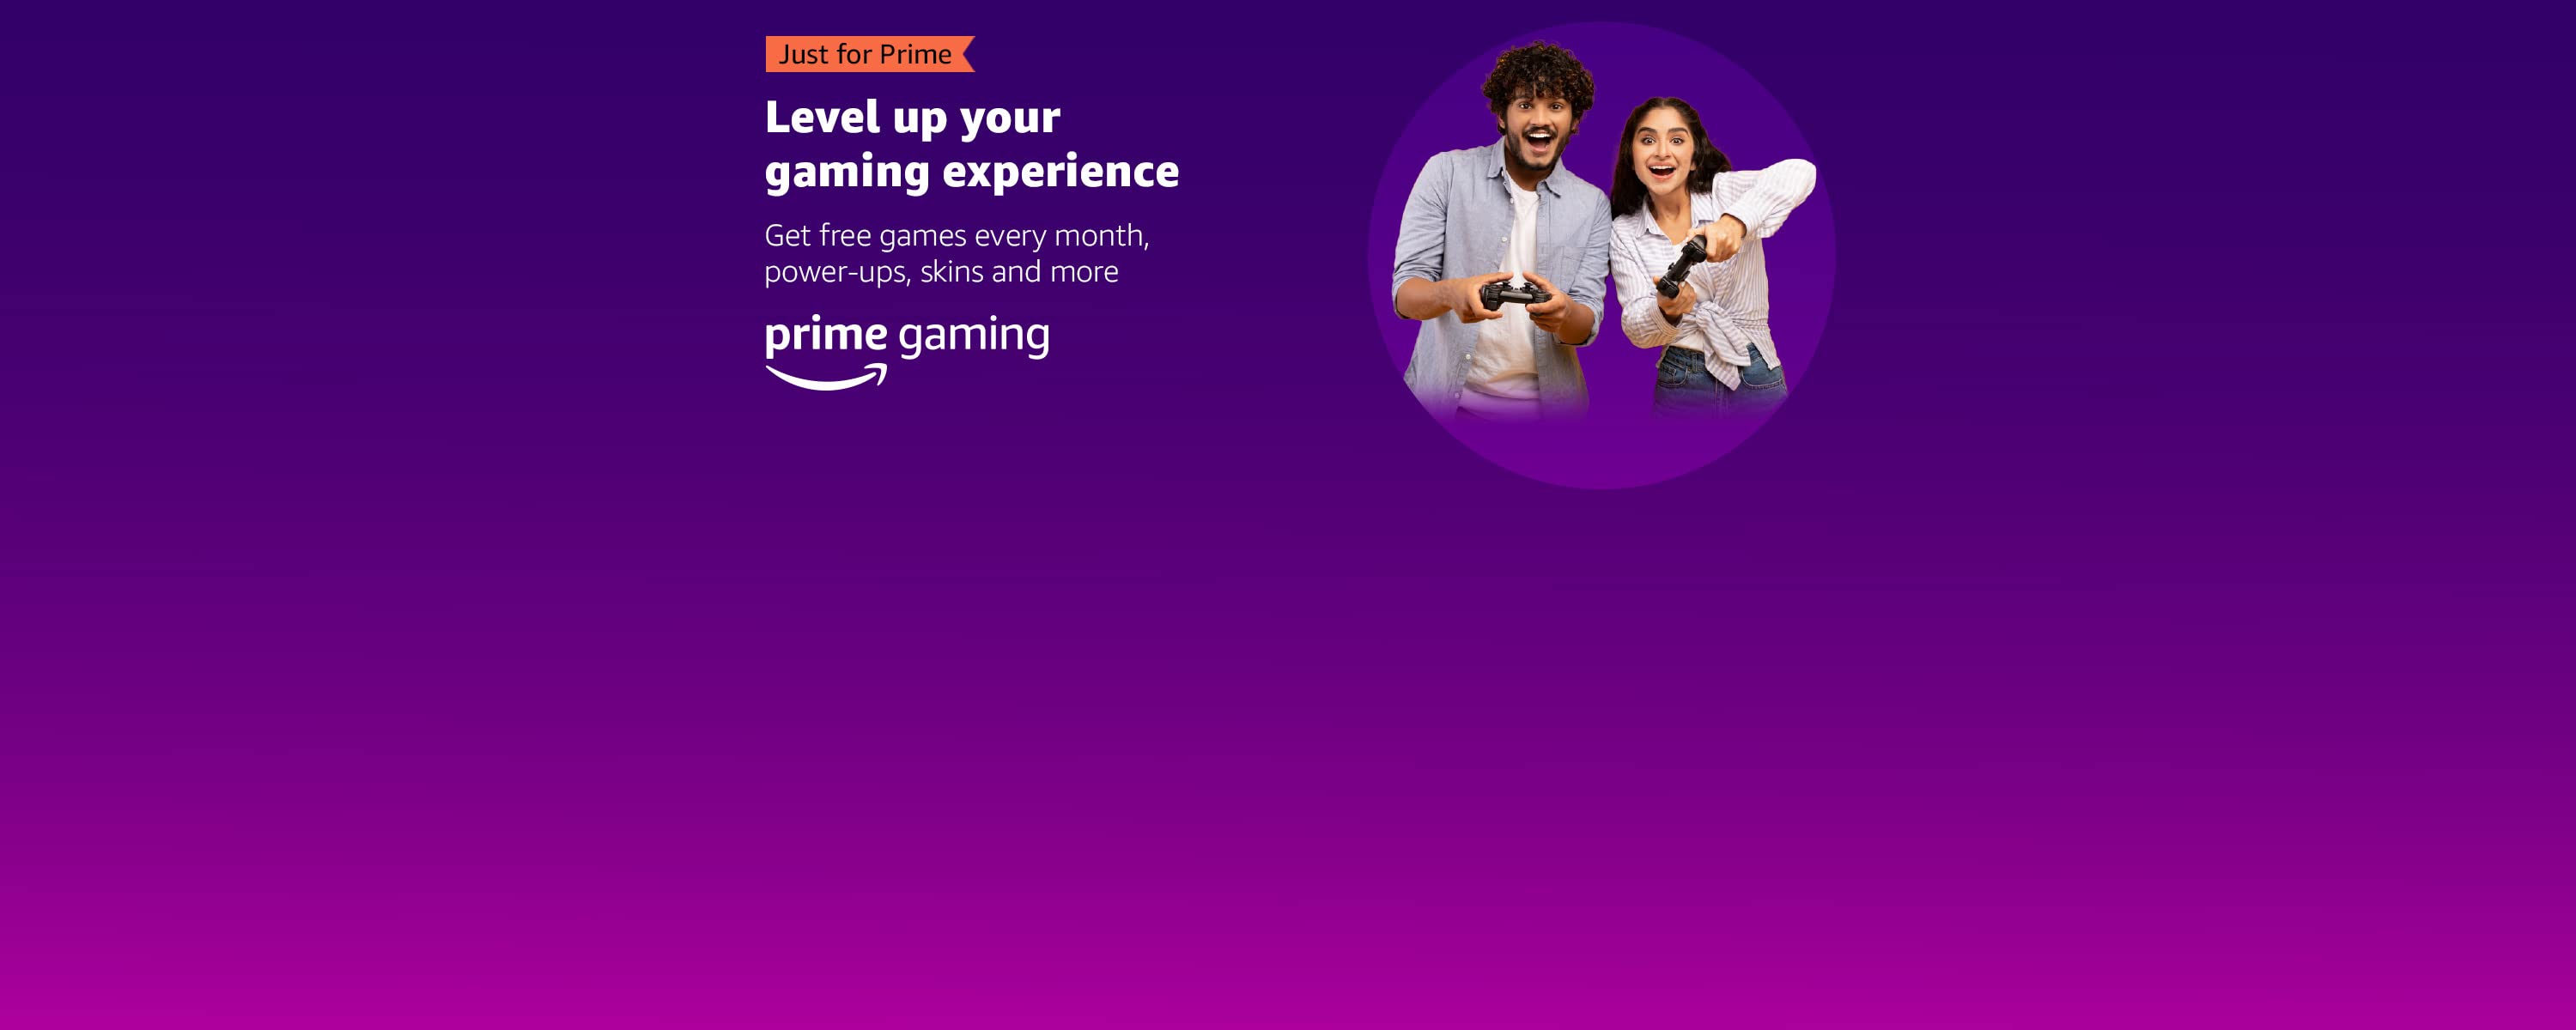 Just for Prime
Level up your
gaming experience
Get free games every month,
power-ups, skins and more
prime gaming